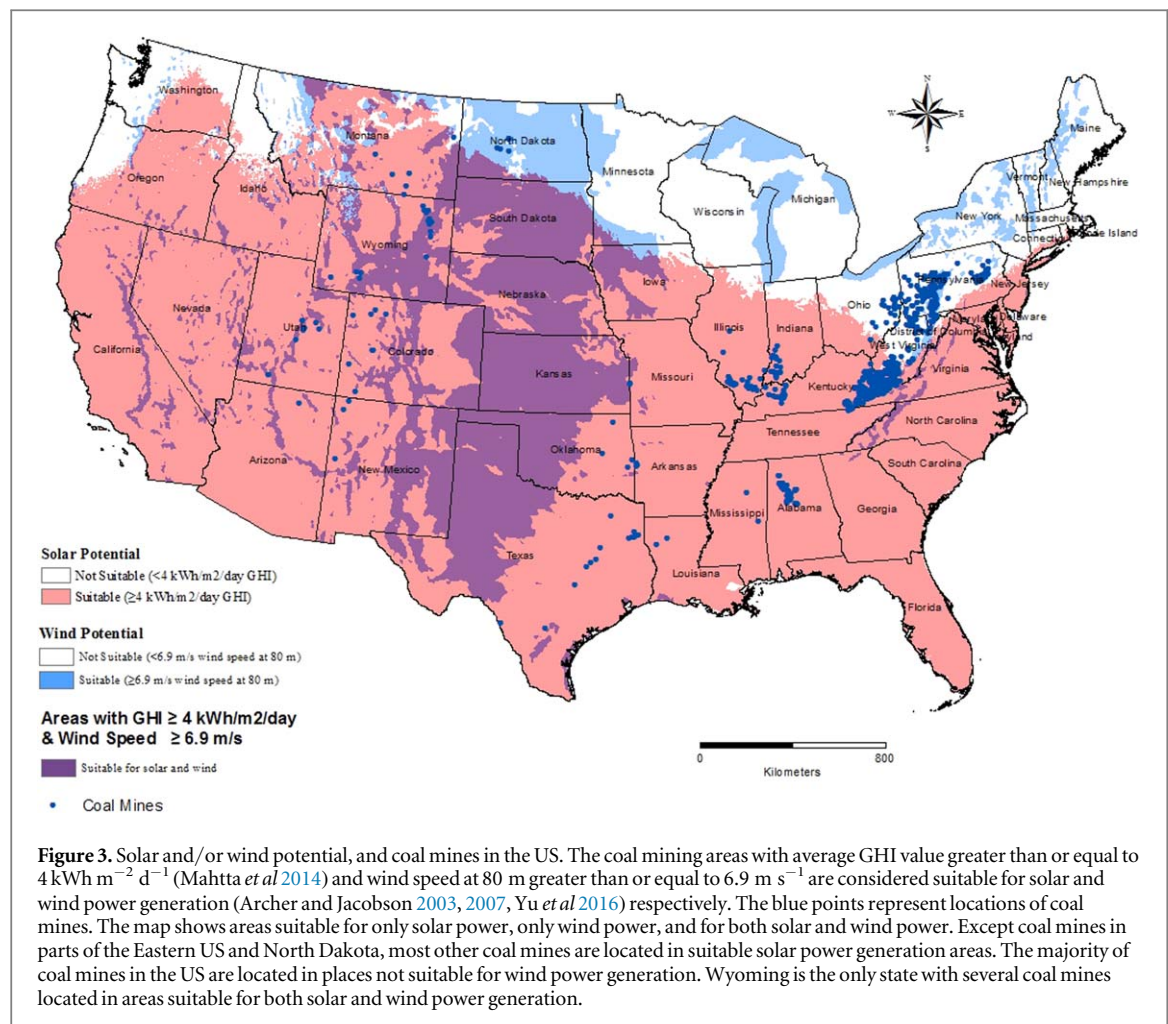 N
W
E
S
Washington
Montana
North Dakota
Minnesota
Maine
Oregon
Idaho
Wisconsin
Michigan
Vermont
New Hampshire
New York
Massachusetts
South Dakota
Wyoming
Connecticut
Iowa
Pennsylvania
New Jersey
Nebraska
Nevada
Utah
Ohio
Illinois
Indiana
Delaware
District of Columbia
West Virginia
California
Colorado
Kansas
Missouri
Kentucky
Virginia
Tennessee
North Carolina
Arizona
New Mexico
Oklahoma
Arkansas
South Carolina
Mississippi
Alabama
Georgia
Texas
Louisiana
Florida
Solar Potential
Not Suitable (<4 kWh/m2/day GHI)
Suitable (≥4 kWh/m2/day GHI)
Wind Potential
Not Suitable (<6.9 m/s wind speed at 80 m)
Suitable (≥6.9 m/s wind speed at 80 m)
Areas with GHI ≥ 4 kWh/m2/day
& Wind Speed ≥ 6.9 m/s
Suitable for solar and wind
Coal Mines
0 800
Kilometers
Figure 3. Solar and/or wind potential, and coal mines in the US. The coal mining areas with average GHI value greater than or equal to
4 kWh m⁻² d⁻¹ (Mahtta et al 2014) and wind speed at 80 m greater than or equal to 6.9 m s⁻¹ are considered suitable for solar and
wind power generation (Archer and Jacobson 2003, 2007, Yu et al 2016) respectively. The blue points represent locations of coal
mines. The map shows areas suitable for only solar power, only wind power, and for both solar and wind power. Except coal mines in
parts of the Eastern US and North Dakota, most other coal mines are located in suitable solar power generation areas. The majority of
coal mines in the US are located in places not suitable for wind power generation. Wyoming is the only state with several coal mines
located in areas suitable for both solar and wind power generation.